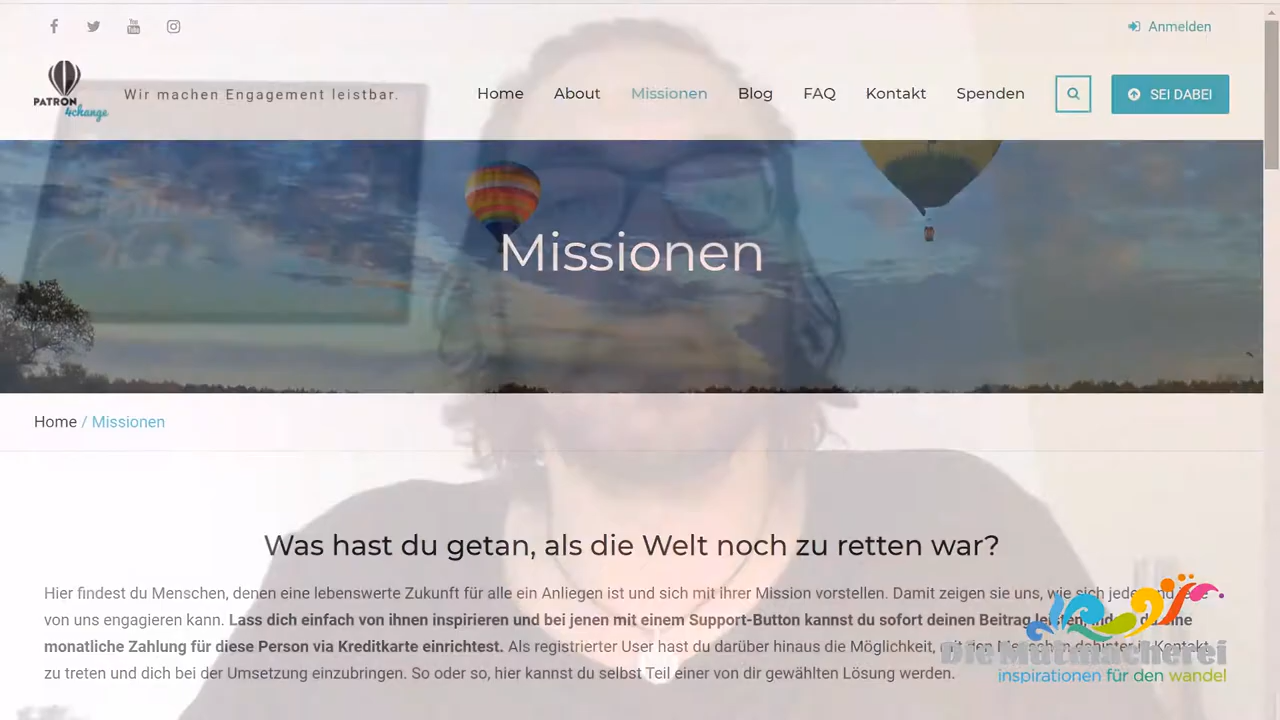 Anmelden
PATRON
4change
Wir machen Engagement leistbar.
Home About Missionen Blog FAQ Kontakt Spenden
SEI DABEI
Missionen
Home / Missionen
Was hast du getan, als die Welt noch zu retten war?
Hier findest du Menschen, denen eine lebenswerte Zukunft für alle ein Anliegen ist und sich mit ihrer Mission vorstellen. Damit zeigen sie uns, wie sich
von uns engagieren kann. Lass dich einfach von ihnen inspirieren und bei jenen mit einem Support-Button kannst du sofort deinen Beitrag
monatliche Zahlung für diese Person via Kreditkarte einrichtest. Als registrierter User hast du darüber hinaus die Möglichkeit,
zu treten und dich bei der Umsetzung einzubringen. So oder so, hier kannst du selbst Teil einer von dir gewählten Lösung werden.
Die Mutmacherei
inspirationen für den wandel